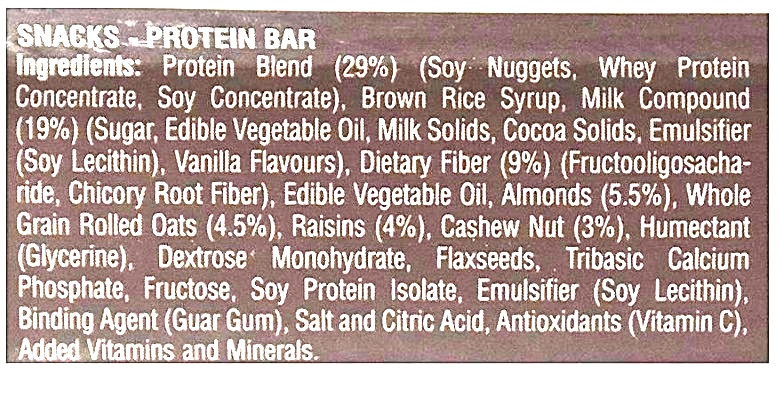 SNACKS - PROTEIN BAR
Ingredients: Protein Blend (29%) (Soy Nuggets, Whey Protein
Concentrate, Soy Concentrate), Brown Rice Syrup, Milk Compound
(19%) (Sugar, Edible Vegetable Oil, Milk Solids, Cocoa Solids, Emulsifier
(Soy Lecithin), Vanilla Flavours), Dietary Fiber (9%) (Fructooligosacha-
ride, Chicory Root Fiber), Edible Vegetable Oil, Almonds (5.5%), Whole
Grain Rolled Oats (4.5%), Raisins (4%), Cashew Nut (3%), Humectant
(Glycerine), Dextrose Monohydrate, Flaxseeds, Tribasic Calcium
Phosphate, Fructose, Soy Protein Isolate, Emulsifier (Soy Lecithin),
Binding Agent (Guar Gum), Salt and Citric Acid, Antioxidants (Vitamin C),
Added Vitamins and Minerals.